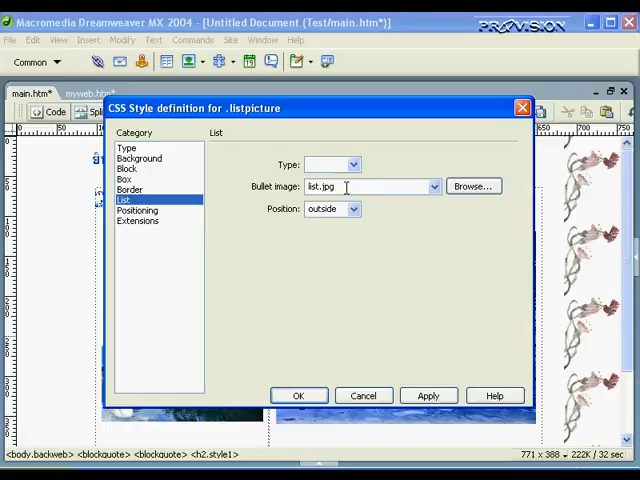 Macromedia Dreamweaver MX 2004 - [Untitled Document (Test/main.htm*)]
PROVISION
File Edit View Insert Modify Text Commands Site Window Help
Common
main.htm* myweb.htm*
Code Spli
CSS Style definition for .listpicture
Category List
Type
Background
Block
Box
Border
List
Positioning
Extensions
Type:
Bullet image: list.jpg Browse...
Position: outside
OK Cancel Apply Help
<body.backweb> <blockquote> <blockquote> <h2.style1> 771 x 388 222K / 32 sec